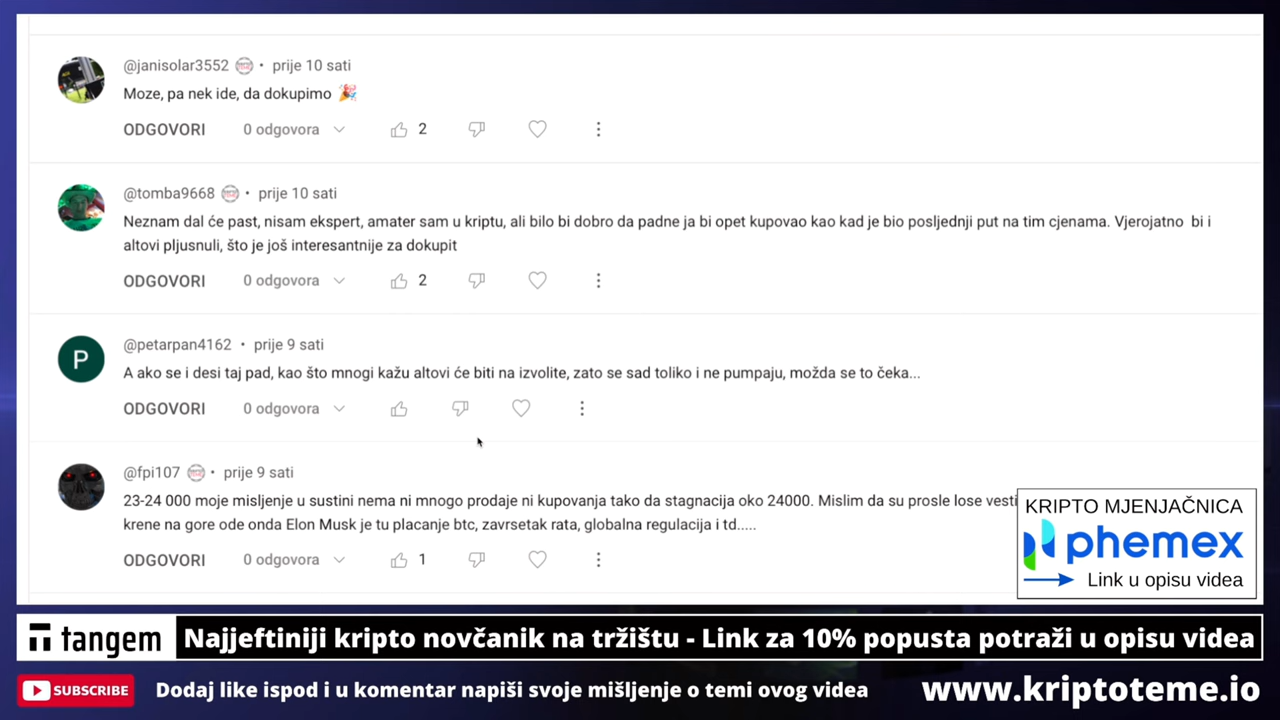 @janisolar3552 • prije 10 sati
Moze, pa nek ide, da dokupimo 🎉
ODGOVORI 0 odgovora 2
@tomba9668 • prije 10 sati
Neznam dal će past, nisam ekspert, amater sam u kriptu, ali bilo bi dobro da padne ja bi opet kupovao kao kad je bio posljednji put na tim cjenama. Vjerojatno bi i
altovi pljusnuli, što je još interesantnije za dokupit
ODGOVORI 0 odgovora 2
P
@petarpan4162 • prije 9 sati
A ako se i desi taj pad, kao što mnogi kažu altovi će biti na izvolite, zato se sad toliko i ne pumpaju, možda se to čeka...
ODGOVORI 0 odgovora
@fpi107 • prije 9 sati
23-24 000 moje misljenje u sustini nema ni mnogo prodaje ni kupovanja tako da stagnacija oko 24000. Mislim da su prosle lose vesti
krene na gore ode onda Elon Musk je tu placanje btc, zavrsetak rata, globalna regulacija i td.....
ODGOVORI 0 odgovora 1
KRIPTO MJENJAČNICA
phemex
Link u opisu videa
tangem Najjeftiniji kripto novčanik na tržištu - Link za 10% popusta potraži u opisu videa
SUBSCRIBE Dodaj like ispod i u komentar napiši svoje mišljenje o temi ovog videa www.kriptoteme.io